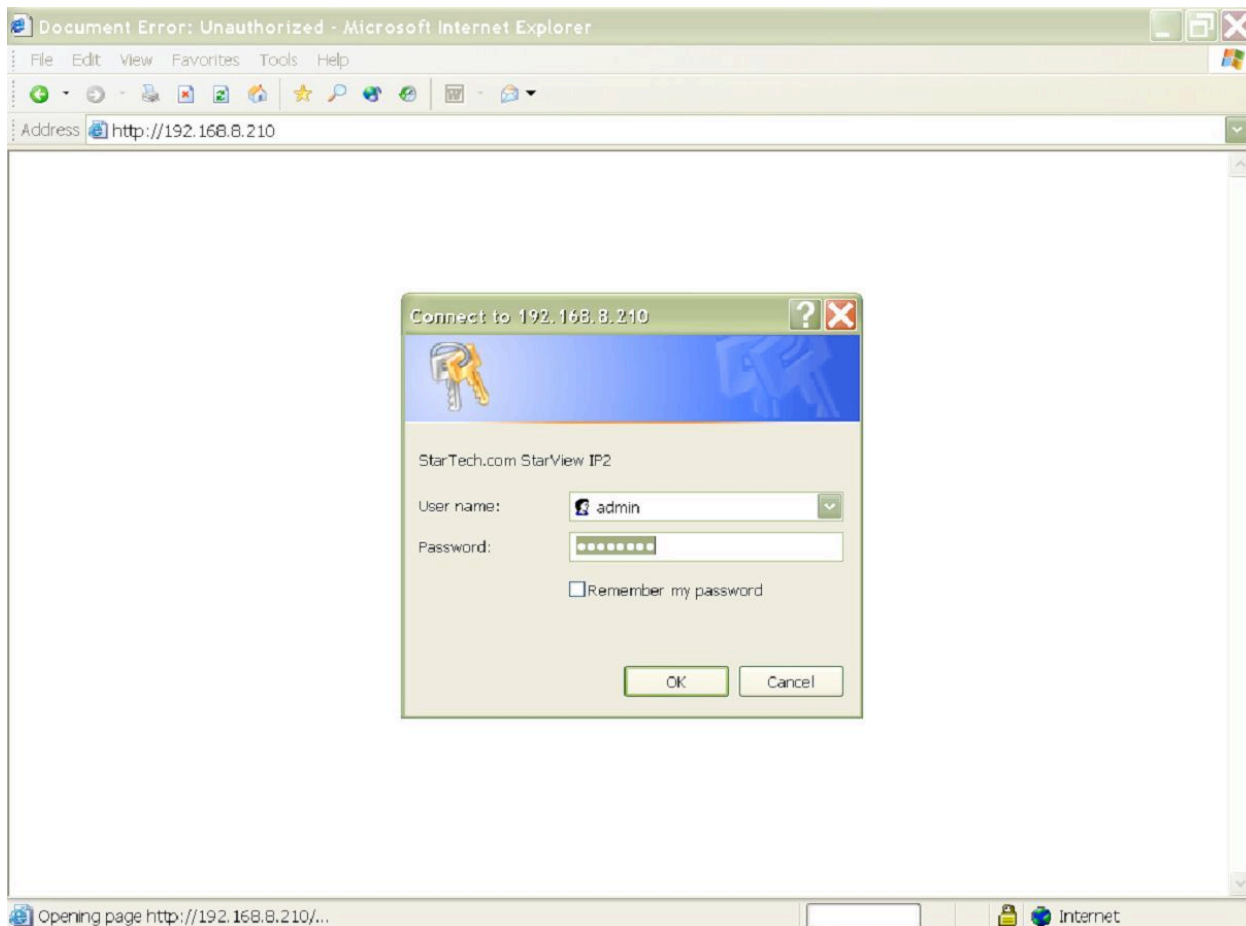 Document Error: Unauthorized - Microsoft Internet Explorer
File Edit View Favorites Tools Help
W
Address http://192.168.8.210
Connect to 192.168.8.210
?
StarTech.com StarView IP2
User name: admin
Password: ●●●●●●●●
Remember my password
OK Cancel
Opening page http://192.168.8.210/... Internet